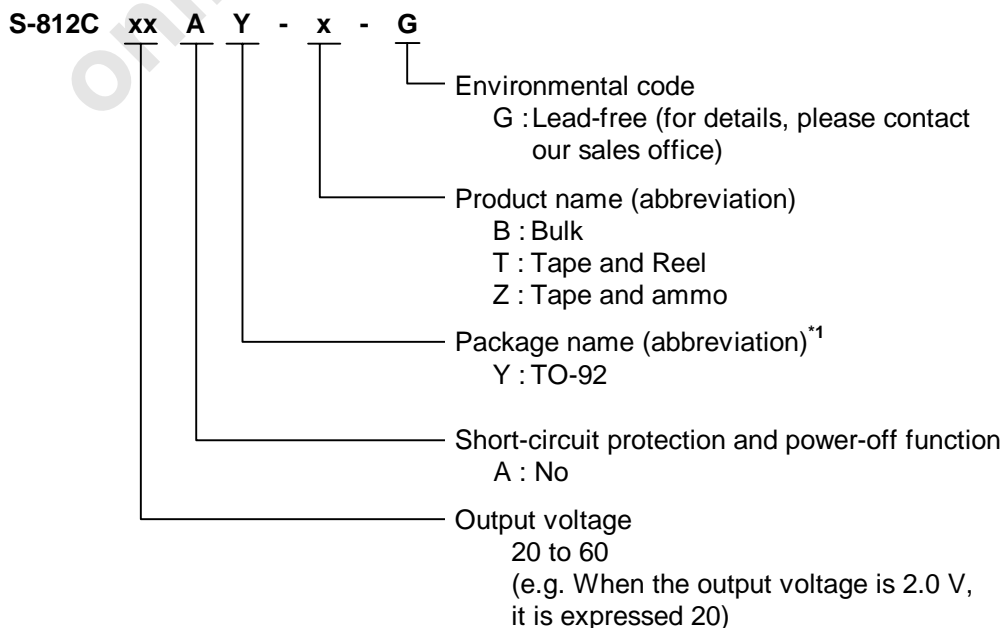 S-812C xx A Y - x - G
Environmental code
G : Lead-free (for details, please contact
our sales office)
Product name (abbreviation)
B : Bulk
T : Tape and Reel
Z : Tape and ammo
Package name (abbreviation)*1
Y : TO-92
Short-circuit protection and power-off function
A : No
Output voltage
20 to 60
(e.g. When the output voltage is 2.0 V,
it is expressed 20)